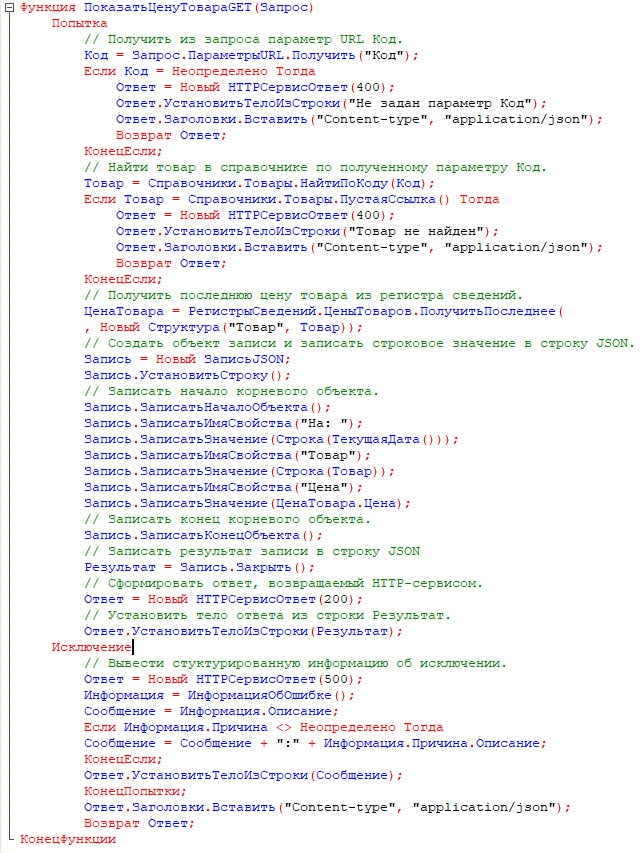 Функция ПоказатьЦенуТовараGET(Запрос)
Попытка
// Получить из запроса параметр URL Код.
Код = Запрос.ПараметрыURL.Получить("Код");
Если Код = Неопределено Тогда
Ответ = Новый HTTPСервисОтвет(400);
Ответ.УстановитьТелоИзСтроки("Не задан параметр Код");
Ответ.Заголовки.Вставить("Content-type", "application/json");
Возврат Ответ;
КонецЕсли;
// Найти товар в справочнике по полученному параметру Код.
Товар = Справочники.Товары.НайтиПоКоду(Код);
Если Товар = Справочники.Товары.ПустаяСсылка() Тогда
Ответ = Новый HTTPСервисОтвет(400);
Ответ.УстановитьТелоИзСтроки("Товар не найден");
Ответ.Заголовки.Вставить("Content-type", "application/json");
Возврат Ответ;
КонецЕсли;
// Получить последнюю цену товара из регистра сведений.
ЦенаТовара = РегистрыСведений.ЦеныТоваров.ПолучитьПоследнее(
, Новый Структура("Товар", Товар));
// Создать объект записи и записать строковое значение в строку JSON.
Запись = Новый ЗаписьJSON;
Запись.УстановитьСтроку();
// Записать начало корневого объекта.
Запись.ЗаписатьНачалоОбъекта();
Запись.ЗаписатьИмяСвойства("На: ");
Запись.ЗаписатьЗначение(Строка(ТекущаяДата()));
Запись.ЗаписатьИмяСвойства("Товар");
Запись.ЗаписатьЗначение(Строка(Товар));
Запись.ЗаписатьИмяСвойства("Цена");
Запись.ЗаписатьЗначение(ЦенаТовара.Цена);
// Записать конец корневого объекта.
Запись.ЗаписатьКонецОбъекта();
// Записать результат записи в строку JSON
Результат = Запись.Закрыть();
// Сформировать ответ, возвращаемый HTTP-сервисом.
Ответ = Новый HTTPСервисОтвет(200);
// Установить тело ответа из строки Результат.
Ответ.УстановитьТелоИзСтроки(Результат);
Исключение
// Вывести стуктурированную информацию об исключении.
Ответ = Новый HTTPСервисОтвет(500);
Информация = ИнформацияОбОшибке();
Сообщение = Информация.Описание;
Если Информация.Причина <> Неопределено Тогда
Сообщение = Сообщение + ":" + Информация.Причина.Описание;
КонецЕсли;
Ответ.УстановитьТелоИзСтроки(Сообщение);
КонецПопытки;
Ответ.Заголовки.Вставить("Content-type", "application/json");
Возврат Ответ;
КонецФункции